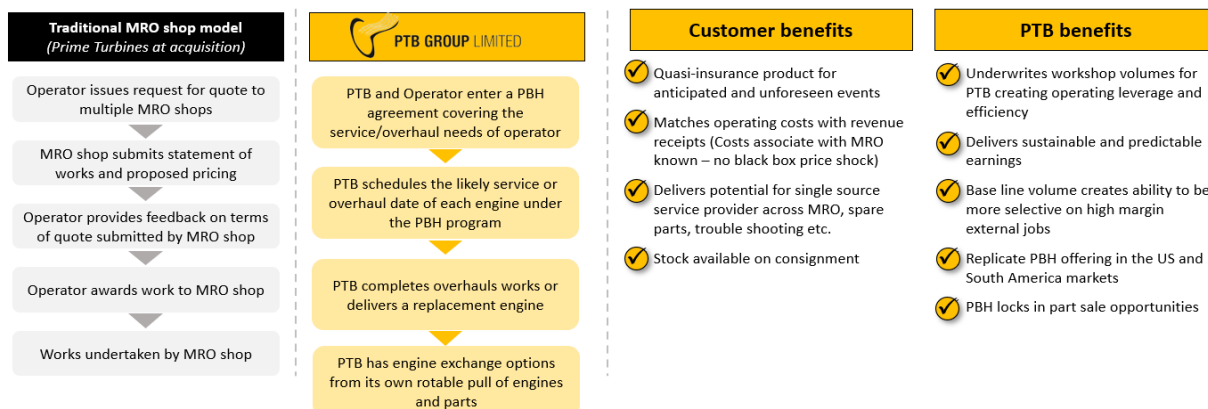 Traditional MRO shop model
(Prime Turbines at acquisition)
Operator issues request for quote to
multiple MRO shops
MRO shop submits statement of
works and proposed pricing
Operator provides feedback on terms
of quote submitted by MRO shop
Operator awards work to MRO shop
Works undertaken by MRO shop
PTB GROUP LIMITED
PTB and Operator enter a PBH
agreement covering the
service/overhaul needs of operator
PTB schedules the likely service or
overhaul date of each engine under
the PBH program
PTB completes overhauls works or
delivers a replacement engine
PTB has engine exchange options
from its own rotable pull of engines
and parts
Customer benefits
Quasi-insurance product for
anticipated and unforeseen events
Matches operating costs with revenue
receipts (Costs associate with MRO
known – no black box price shock)
Delivers potential for single source
service provider across MRO, spare
parts, trouble shooting etc.
Stock available on consignment
PTB benefits
Underwrites workshop volumes for
PTB creating operating leverage and
efficiency
Delivers sustainable and predictable
earnings
Base line volume creates ability to be
more selective on high margin
external jobs
Replicate PBH offering in the US and
South America markets
PBH locks in part sale opportunities